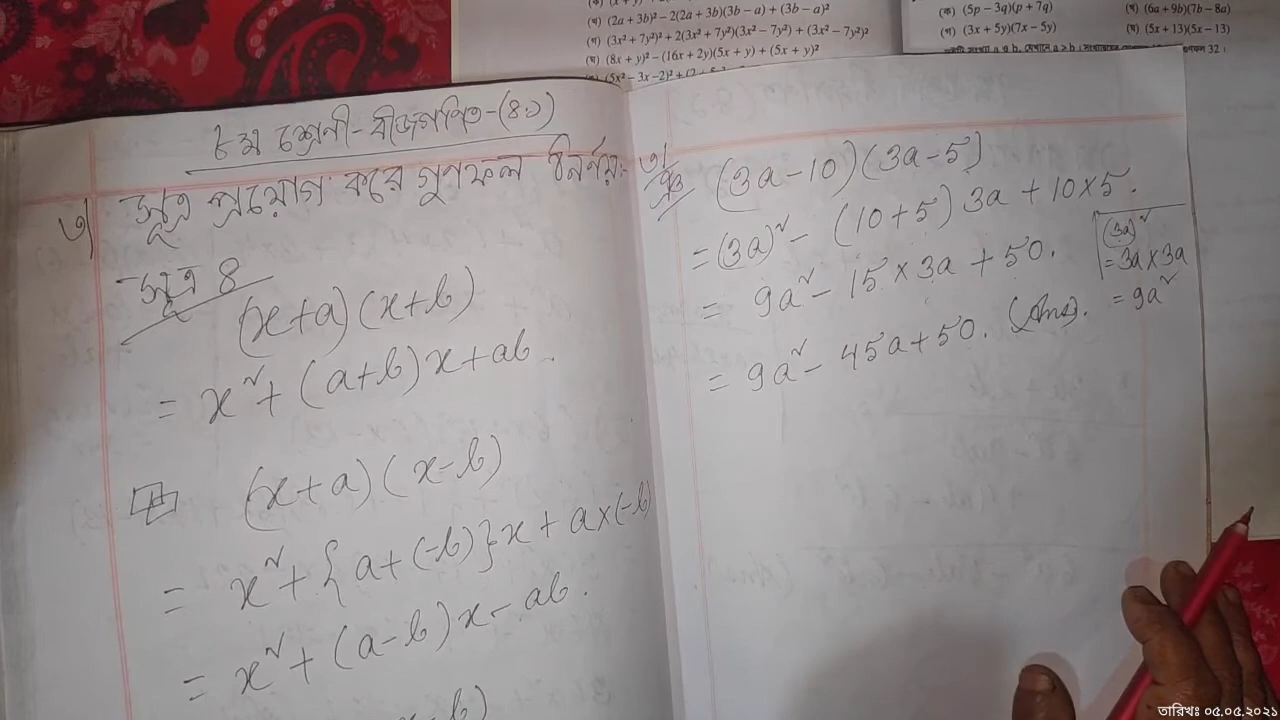 (খ) (2a + 3b)² − 2(2a + 3b)(3b − a) + (3b − a)²
(গ) (3x² + 7y²)² + 2(3x² + 7y²)(3x² − 7y²) + (3x² − 7y²)²
(ঘ) (8x + y)² − (16x + 2y)(5x + y) + (5x + y)²
(ক) (5p − 3q)(p + 7q)
(খ) (6a + 9b)(7b − 8a)
(গ) (3x + 5y)(7x − 5y)
(ঘ) (5x + 13)(5x − 13)
৮ম শ্রেণী - বীজগণিত - (৪.১)
৩) সূত্র প্রয়োগ করে গুণফল নির্ণয়:
সূত্র ৪
(x+a)(x+b)
= x² + (a+b)x + ab.
(x+a)(x-b)
= x² + {a+(-b)}x + a×(-b)
= x² + (a-b)x - ab.
৩)
(3a-10)(3a-5)
= (3a)² - (10+5)3a + 10×5.
= 9a² - 15×3a + 50.
= 9a² - 45a + 50. (Ans).
(3a)²
= 3a×3a
= 9a²
তারিখঃ ০৫.০৫.২০২১